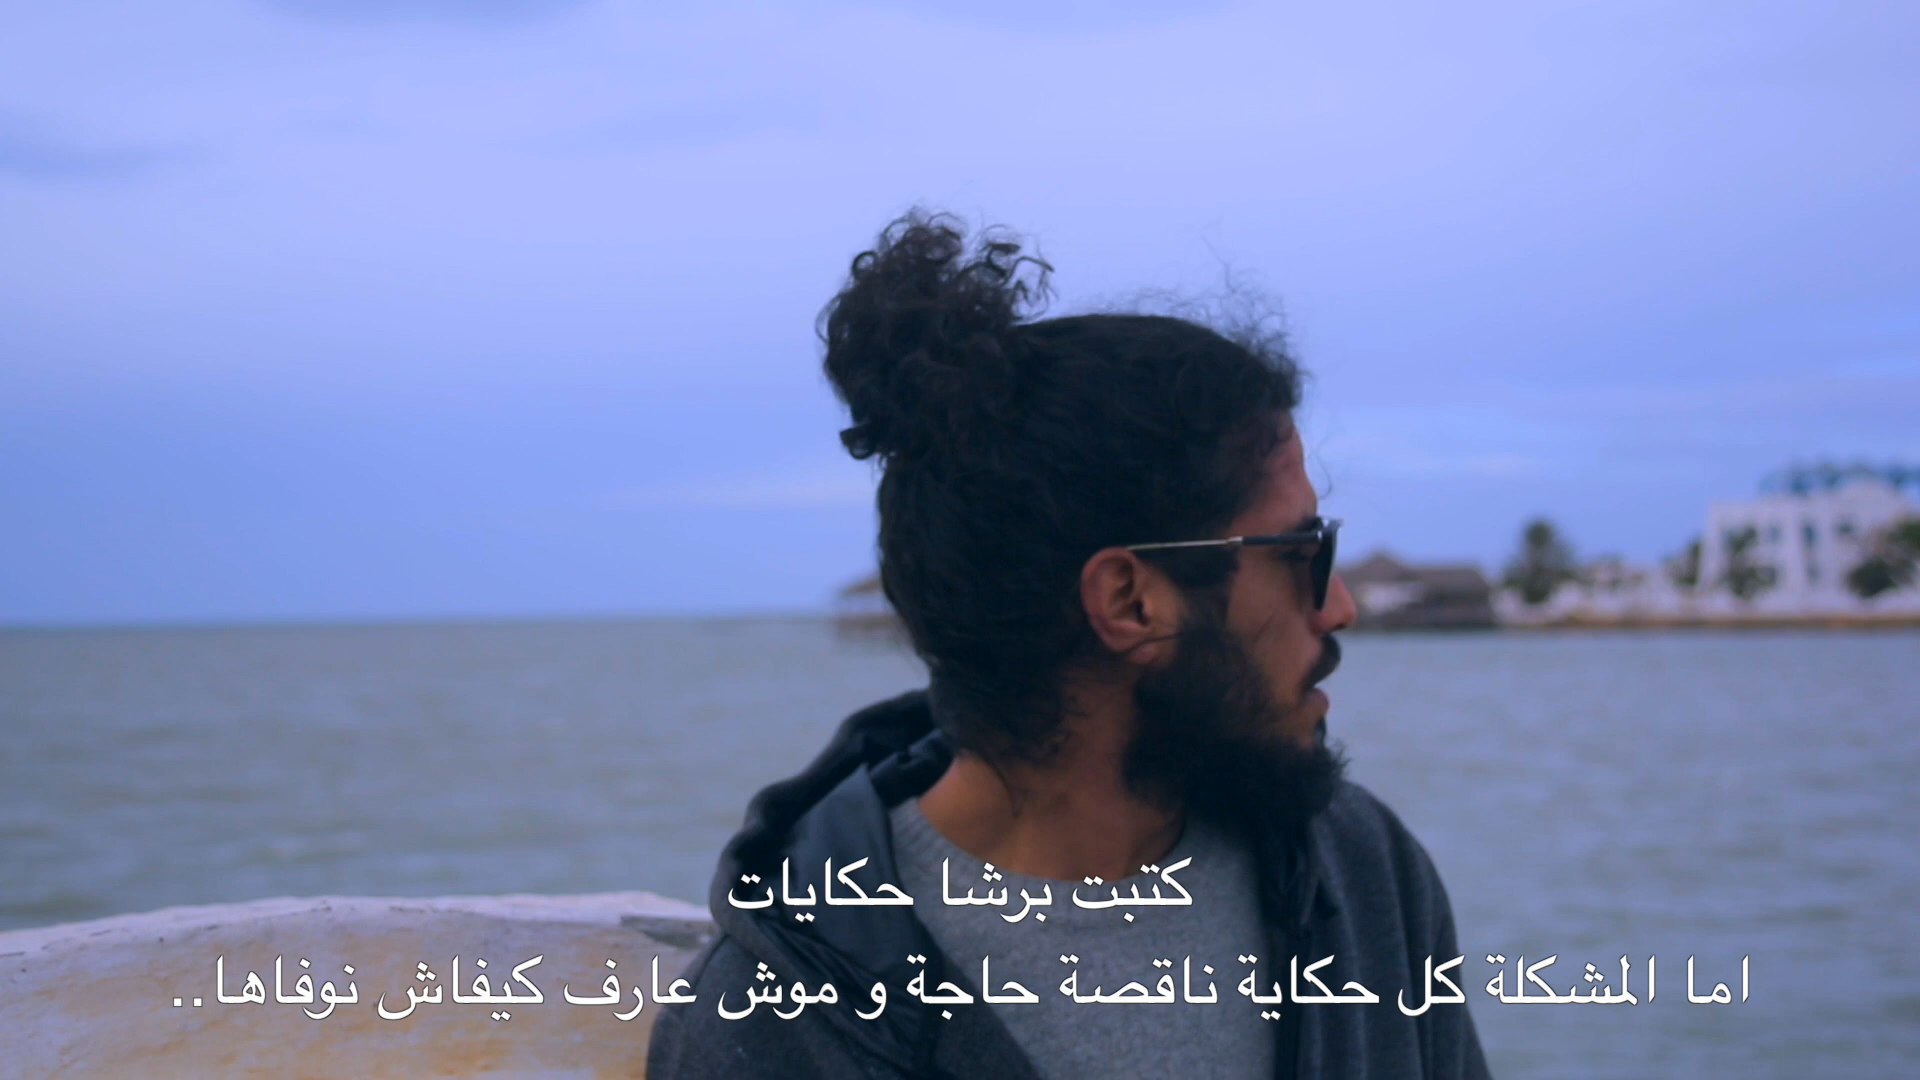 كتبت برشا حكايات
اما المشكلة كل حكاية ناقصة حاجة و موش عارف كيفاش نوفاها..